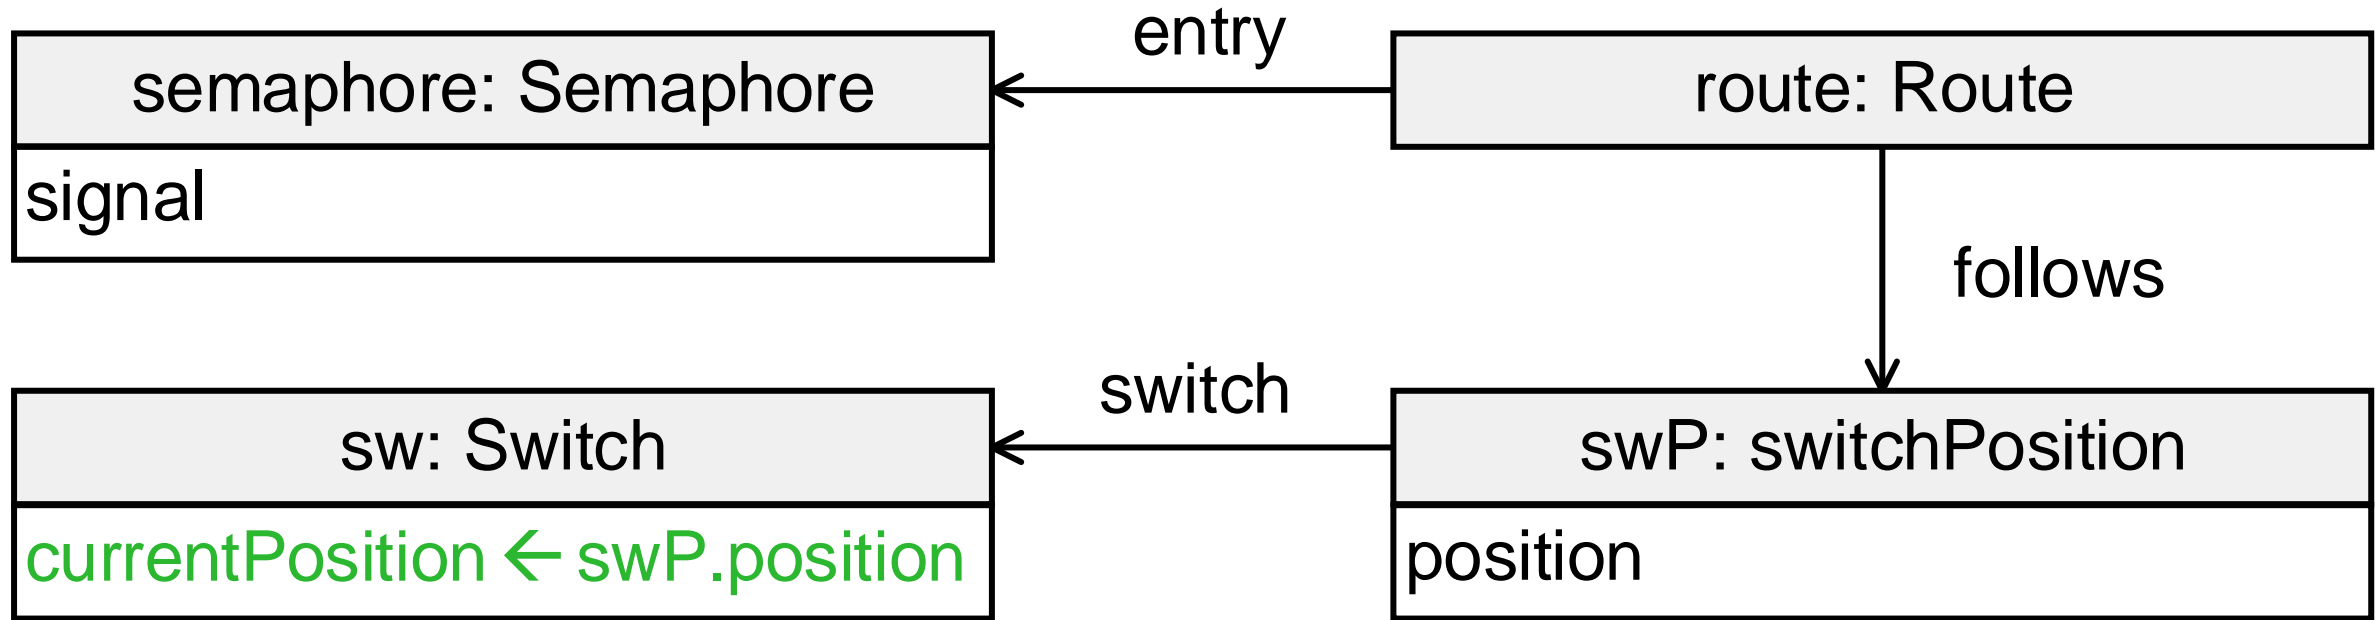 entry
semaphore: Semaphore
route: Route
signal
follows
switch
sw: Switch
swP: switchPosition
currentPosition ← swP.position
position